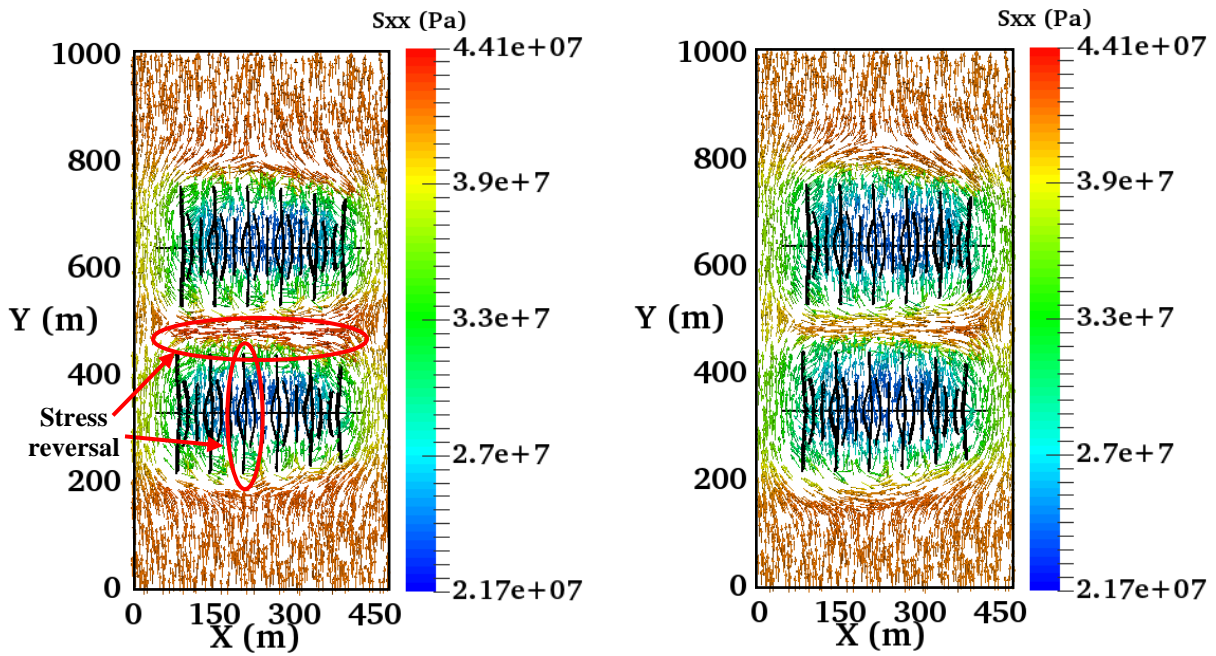 Sxx (Pa)
1000
800
600
Y (m)
400
200
0
0 150 300 450
X (m)
Stress
reversal
4.41e+07
3.9e+7
3.3e+7
2.7e+7
2.17e+07
Sxx (Pa)
1000
800
600
Y (m)
400
200
0
0 150 300 450
X (m)
4.41e+07
3.9e+7
3.3e+7
2.7e+7
2.17e+07